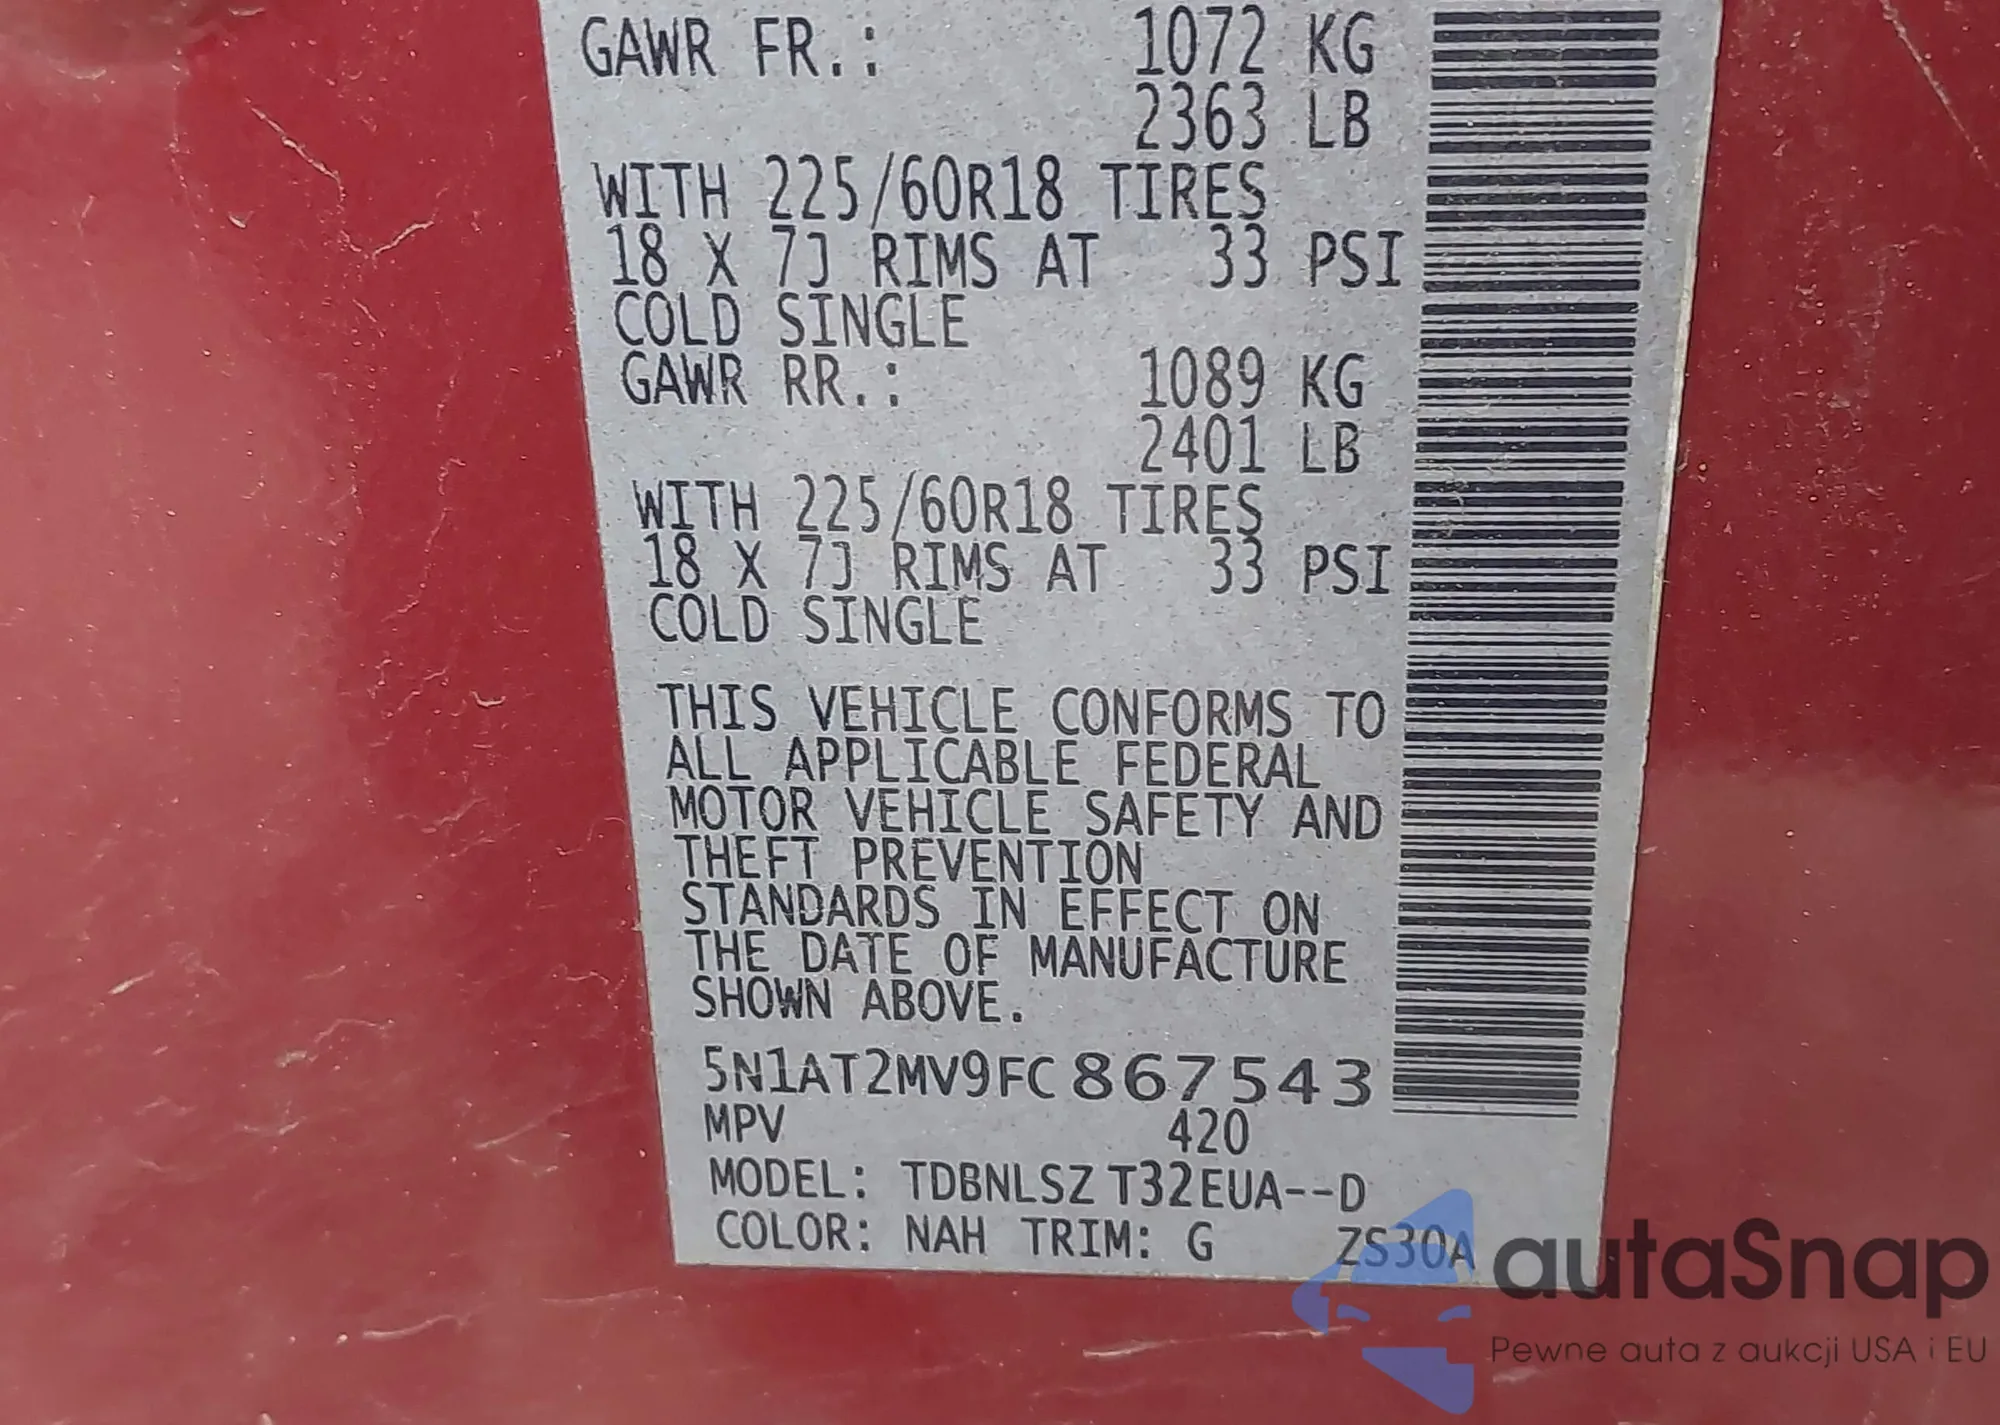 GAWR FR.: 1072 KG
2363 LB
WITH 225/60R18 TIRES
18 X 7J RIMS AT 33 PSI
COLD SINGLE
GAWR RR.: 1089 KG
2401 LB
WITH 225/60R18 TIRES
18 X 7J RIMS AT 33 PSI
COLD SINGLE
THIS VEHICLE CONFORMS TO
ALL APPLICABLE FEDERAL
MOTOR VEHICLE SAFETY AND
THEFT PREVENTION
STANDARDS IN EFFECT ON
THE DATE OF MANUFACTURE
SHOWN ABOVE.
5N1AT2MV9FC867543
MPV 420
MODEL: TDBNLSZ T32EUA--D
COLOR: NAH TRIM: G ZS30A
autaSnap
Pewne auta z aukcji USA i EU